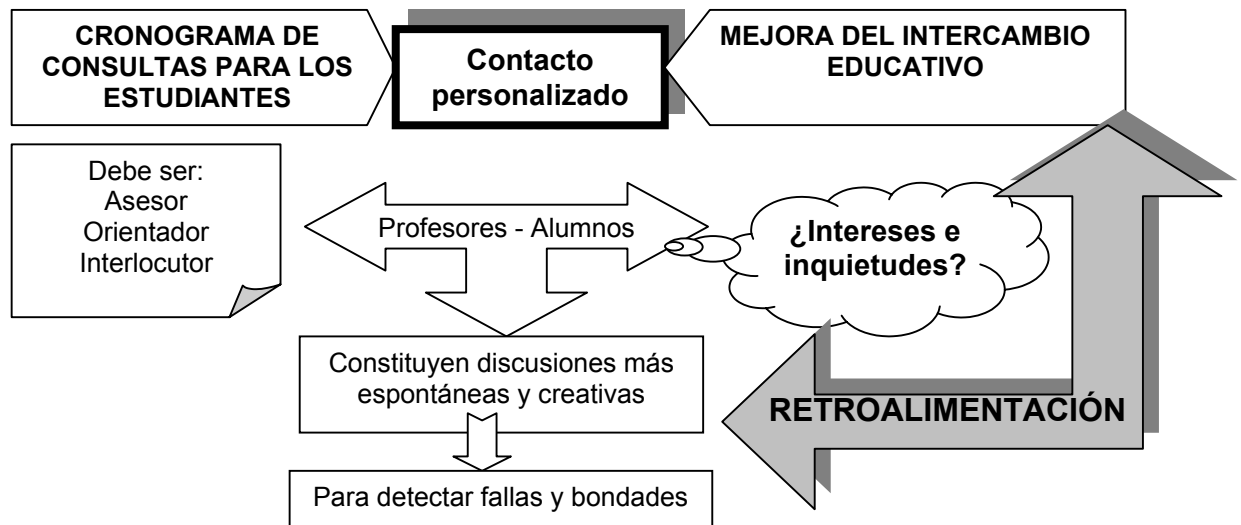 CRONOGRAMA DE
CONSULTAS PARA LOS
ESTUDIANTES
Contacto
personalizado
MEJORA DEL INTERCAMBIO
EDUCATIVO
Debe ser:
Asesor
Orientador
Interlocutor
Profesores - Alumnos
¿Intereses e
inquietudes?
Constituyen discusiones más
espontáneas y creativas
RETROALIMENTACIÓN
Para detectar fallas y bondades